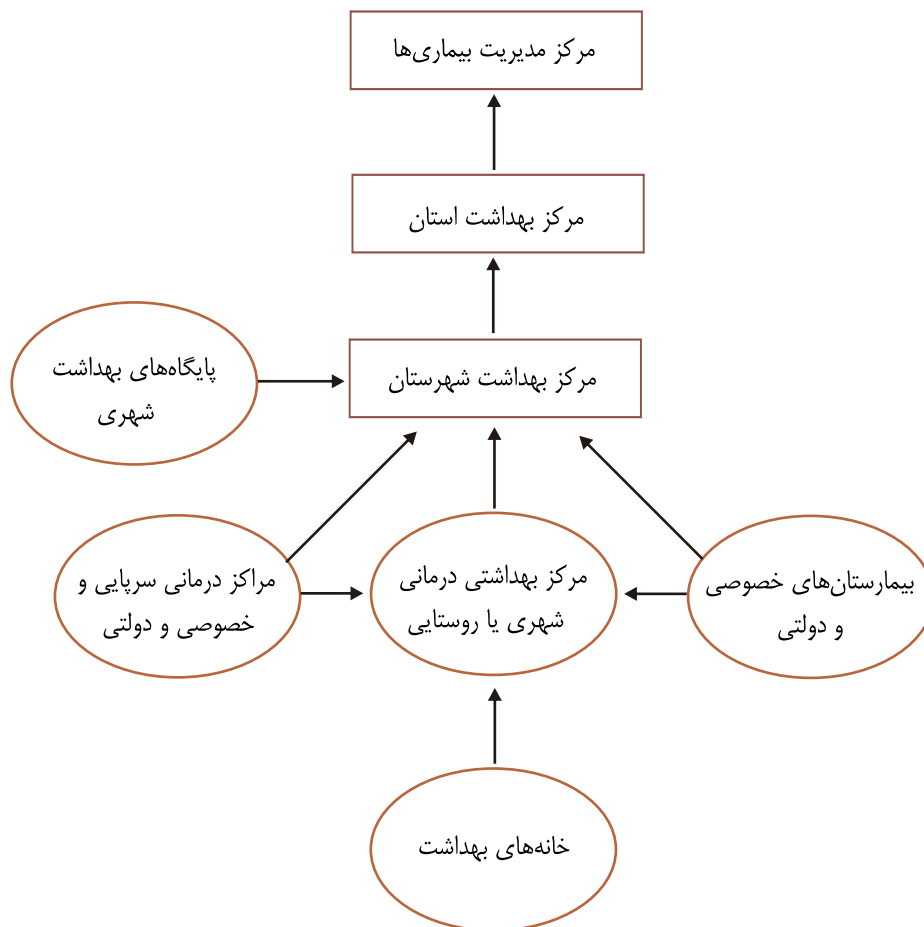 مرکز مدیریت بیماری‌ها
مرکز بهداشت استان
مرکز بهداشت شهرستان
پایگاه‌های بهداشت
شهری
بیمارستان‌های خصوصی
و دولتی
مرکز بهداشتی درمانی
شهری یا روستایی
مراکز درمانی سرپایی و
خصوصی و دولتی
خانه‌های بهداشت